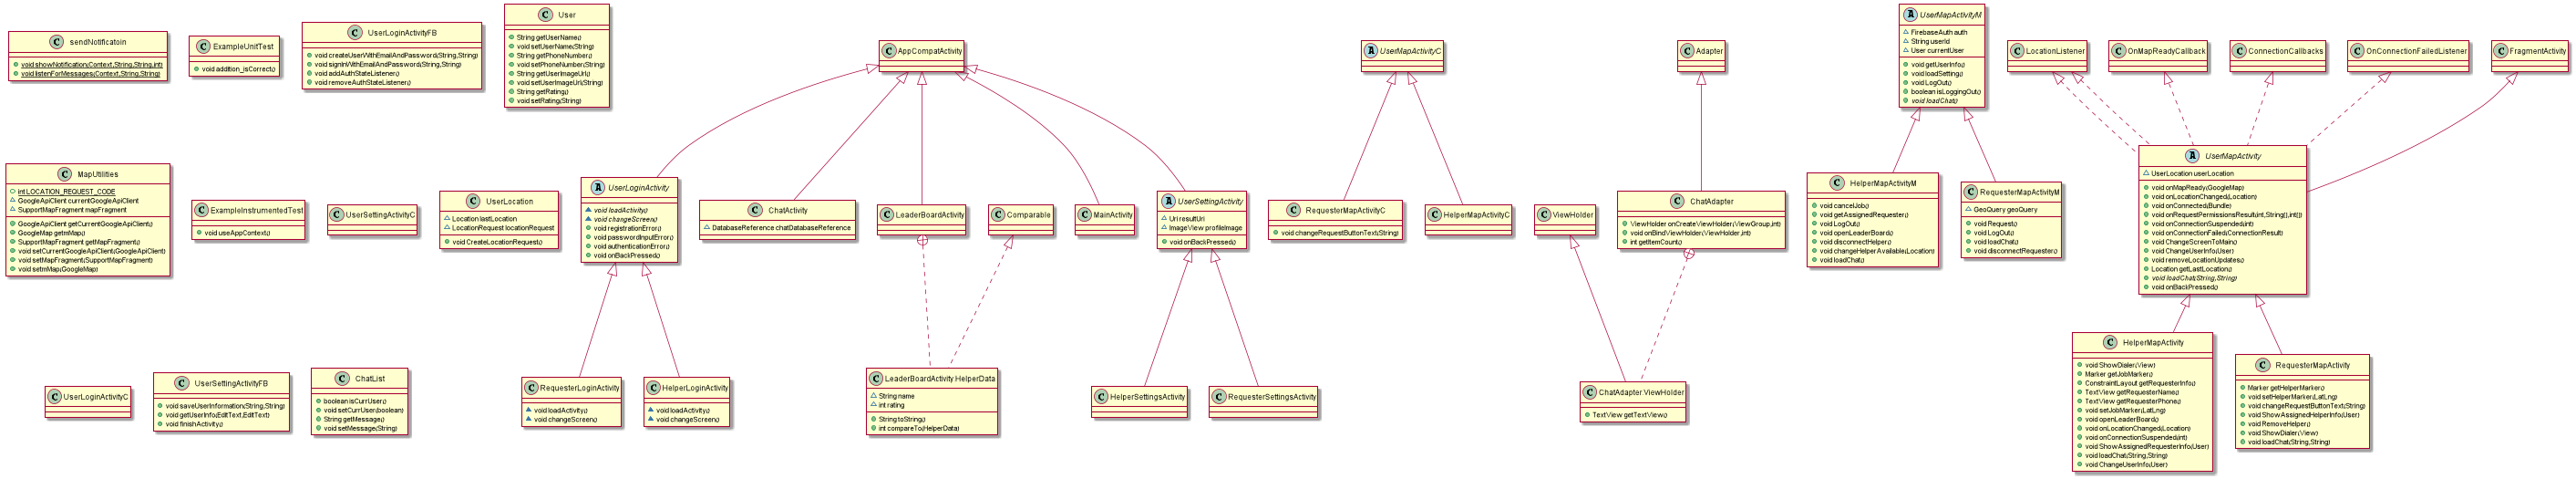 C sendNotificatoin
void showNotification(Context,String,String,int)
void listenForMessages(Context,String,String)
C ExampleUnitTest
void addition_isCorrect()
C UserLoginActivityFB
void createUserWithEmailAndPassword(String,String)
void signInWithEmailAndPassword(String,String)
void addAuthStateListener()
void removeAuthStateListener()
C User
String getUserName()
void setUserName(String)
String getPhoneNumber()
void setPhoneNumber(String)
String getUserImageUrl()
void setUserImageUrl(String)
String getRating()
void setRating(String)
C AppCompatActivity
A UserMapActivityC
C Adapter
A UserMapActivityM
FirebaseAuth auth
String userId
User currentUser
void getUserInfo()
void loadSetting()
void LogOut()
boolean isLoggingOut()
void loadChat()
C LocationListener
C OnMapReadyCallback
C ConnectionCallbacks
C OnConnectionFailedListener
C FragmentActivity
C MapUtilities
int LOCATION_REQUEST_CODE
GoogleApiClient currentGoogleApiClient
SupportMapFragment mapFragment
GoogleApiClient getCurrentGoogleApiClient()
GoogleMap getmMap()
SupportMapFragment getMapFragment()
void setCurrentGoogleApiClient(GoogleApiClient)
void setMapFragment(SupportMapFragment)
void setmMap(GoogleMap)
C ExampleInstrumentedTest
void useAppContext()
C UserSettingActivityC
C UserLocation
Location lastLocation
LocationRequest locationRequest
void CreateLocationRequest()
A UserLoginActivity
void loadActivity()
void changeScreen()
void registrationError()
void passwordInputError()
void authenticationError()
void onBackPressed()
C ChatActivity
DatabaseReference chatDatabaseReference
C LeaderBoardActivity
C Comparable
C MainActivity
A UserSettingActivity
Uri resultUri
ImageView profileImage
void onBackPressed()
C RequesterMapActivityC
void changeRequestButtonText(String)
C HelperMapActivityC
C ViewHolder
C ChatAdapter
ViewHolder onCreateViewHolder(ViewGroup,int)
void onBindViewHolder(ViewHolder,int)
int getItemCount()
C HelperMapActivityM
void cancelJob()
void getAssignedRequester()
void LogOut()
void openLeaderBoard()
void disconnectHelper()
void changeHelperAvailable(Location)
void loadChat()
C RequesterMapActivityM
GeoQuery geoQuery
void Request()
void LogOut()
void loadChat()
void disconnectRequester()
A UserMapActivity
UserLocation userLocation
void onMapReady(GoogleMap)
void onLocationChanged(Location)
void onConnected(Bundle)
void onRequestPermissionsResult(int,String[],int[])
void onConnectionSuspended(int)
void onConnectionFailed(ConnectionResult)
void ChangeScreenToMain()
void ChangeUserInfo(User)
void removeLocationUpdates()
Location getLastLocation()
void loadChat(String,String)
void onBackPressed()
C UserLoginActivityC
C UserSettingActivityFB
void saveUserInformation(String,String)
void getUserInfo(EditText,EditText)
void finishActivity()
C ChatList
boolean isCurrUser()
void setCurrUser(boolean)
String getMessage()
void setMessage(String)
C RequesterLoginActivity
void loadActivity()
void changeScreen()
C HelperLoginActivity
void loadActivity()
void changeScreen()
C LeaderBoardActivity.HelperData
String name
int rating
String toString()
int compareTo(HelperData)
C HelperSettingsActivity
C RequesterSettingsActivity
C ChatAdapter.ViewHolder
TextView getTextView()
C HelperMapActivity
void ShowDialer(View)
Marker getJobMarker()
ConstraintLayout getRequesterInfo()
TextView getRequesterName()
TextView getRequesterPhone()
void setJobMarker(LatLng)
void openLeaderBoard()
void onLocationChanged(Location)
void onConnectionSuspended(int)
void ShowAssignedRequesterInfo(User)
void loadChat(String,String)
void ChangeUserInfo(User)
C RequesterMapActivity
Marker getHelperMarker()
void setHelperMarker(LatLng)
void changeRequestButtonText(String)
void ShowAssignedHelperInfo(User)
void RemoveHelper()
void ShowDialer(View)
void loadChat(String,String)